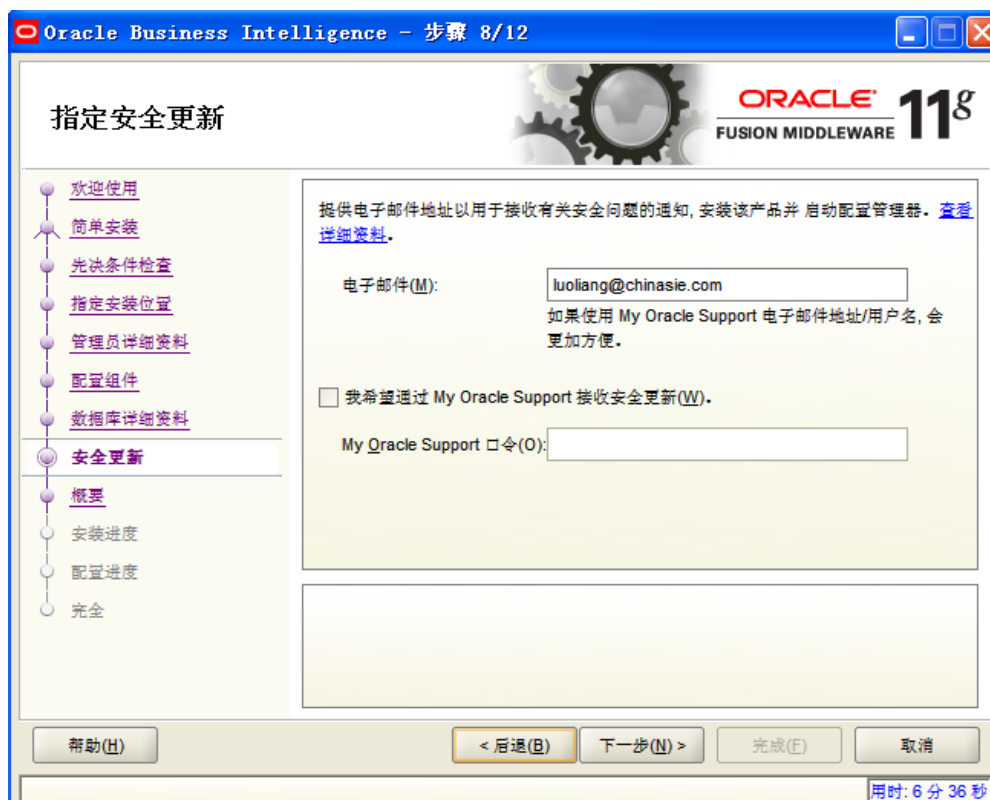 Oracle Business Intelligence - 步骤 8/12
指定安全更新
ORACLE
FUSION MIDDLEWARE 11g
欢迎使用
简单安装
先决条件检查
指定安装位置
管理员详细资料
配置组件
数据库详细资料
安全更新
概要
安装进度
配置进度
完全
提供电子邮件地址以用于接收有关安全问题的通知, 安装该产品并 启动配置管理器。查看
详细资料。
电子邮件(M):
luoliang@chinasie.com
如果使用 My Oracle Support 电子邮件地址/用户名, 会
更加方便。
我希望通过 My Oracle Support 接收安全更新(W)。
My Oracle Support 口令(O):
帮助(H)
< 后退(B)
下一步(N) >
完成(F)
取消
用时: 6 分 36 秒